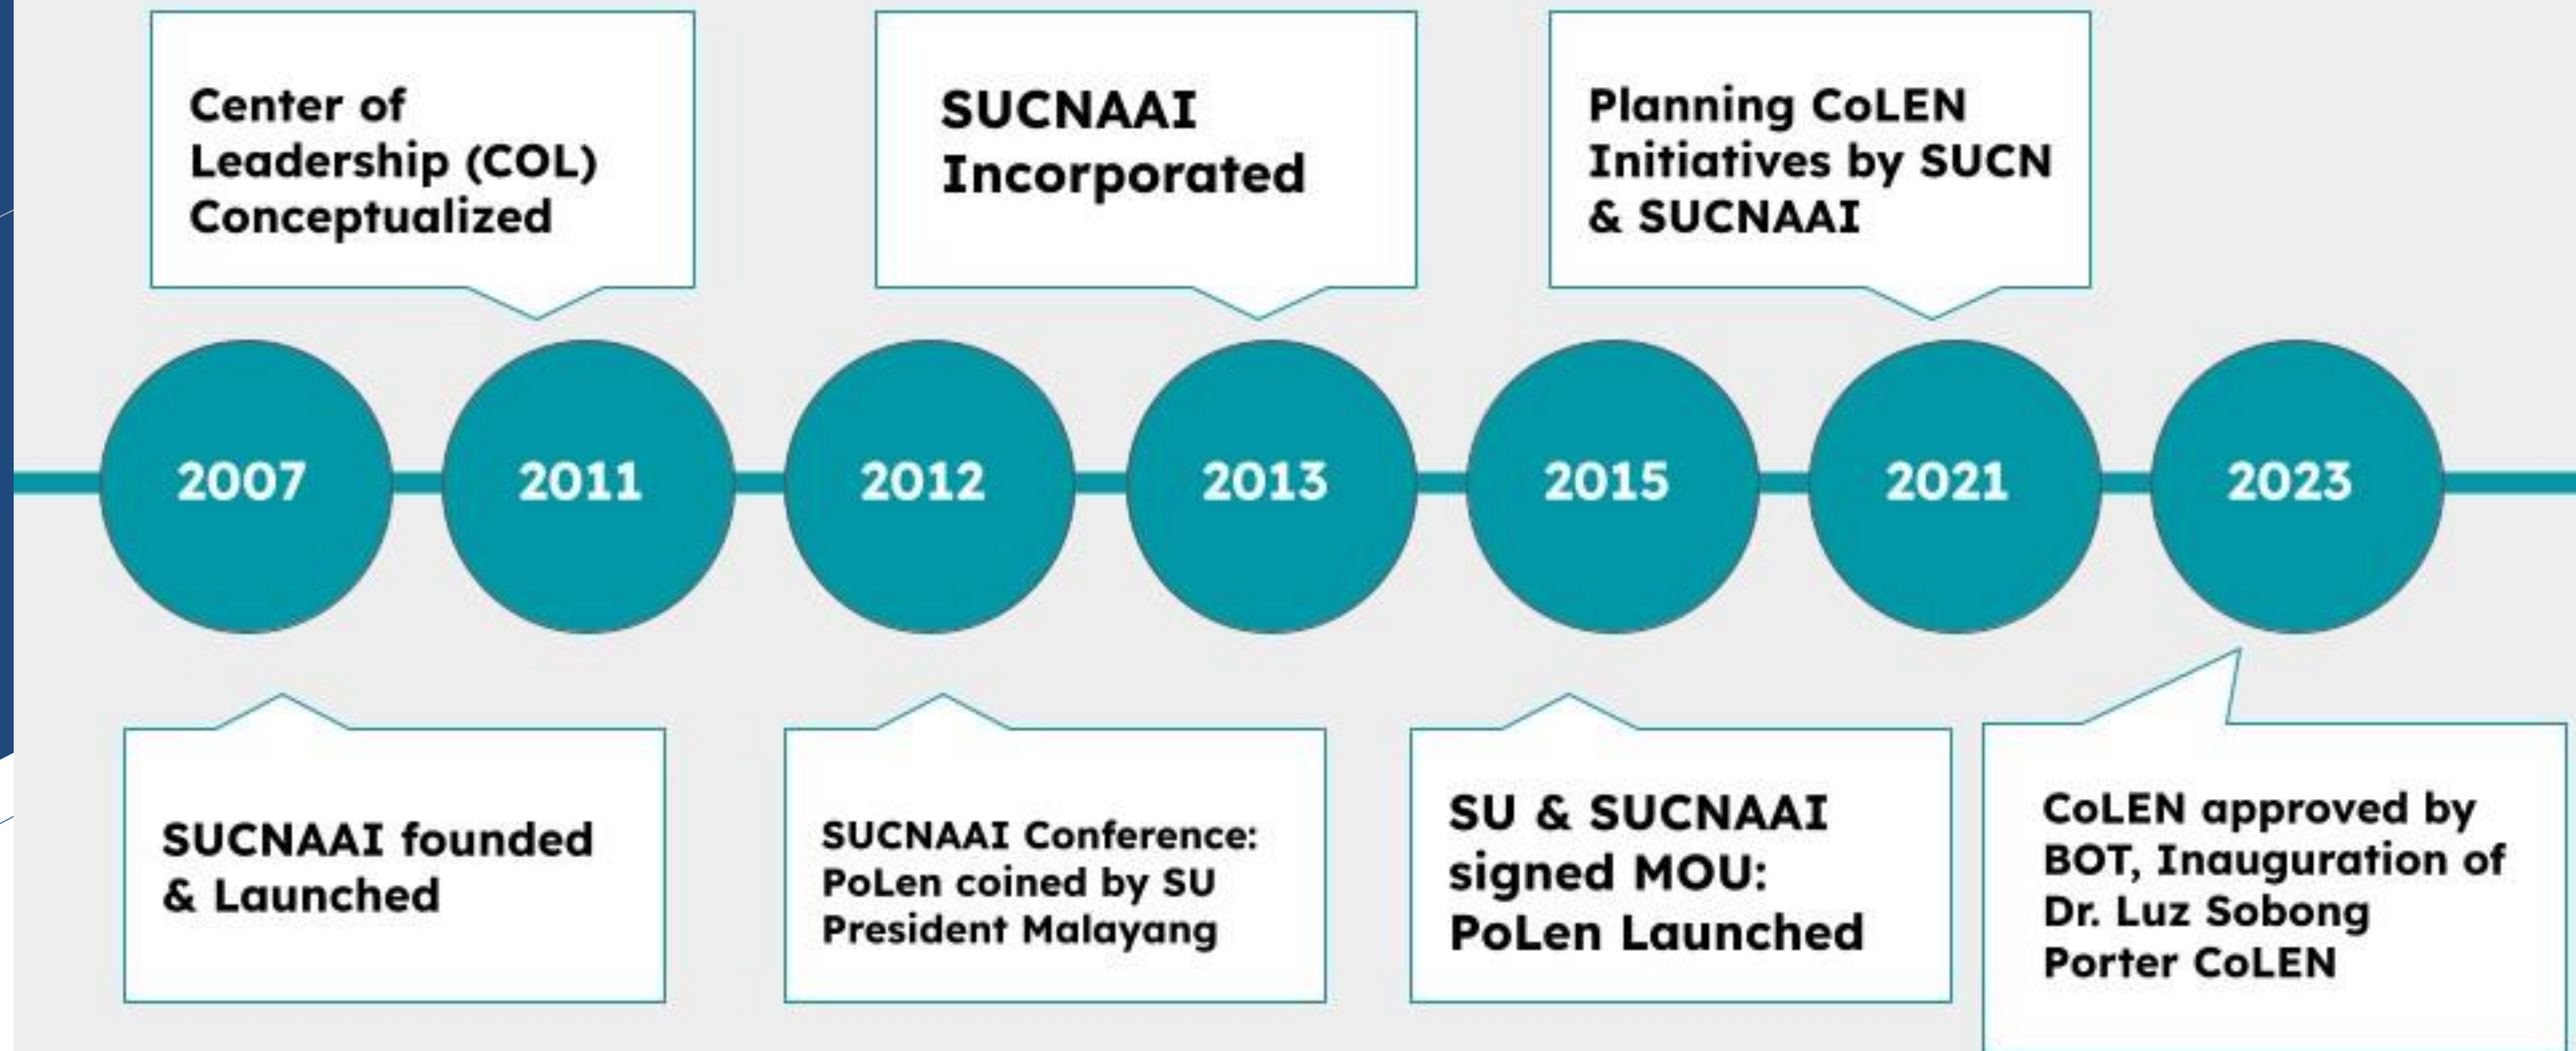 Center of
Leadership (COL)
Conceptualized
SUCNAAI
Incorporated
Planning CoLEN
Initiatives by SUCN
& SUCNAAI
2007
2011
2012
2013
2015
2021
2023
SUCNAAI founded
& Launched
SUCNAAI Conference:
PoLen coined by SU
President Malayang
SU & SUCNAAI
signed MOU:
PoLen Launched
CoLEN approved by
BOT, Inauguration of
Dr. Luz Sobong
Porter CoLEN